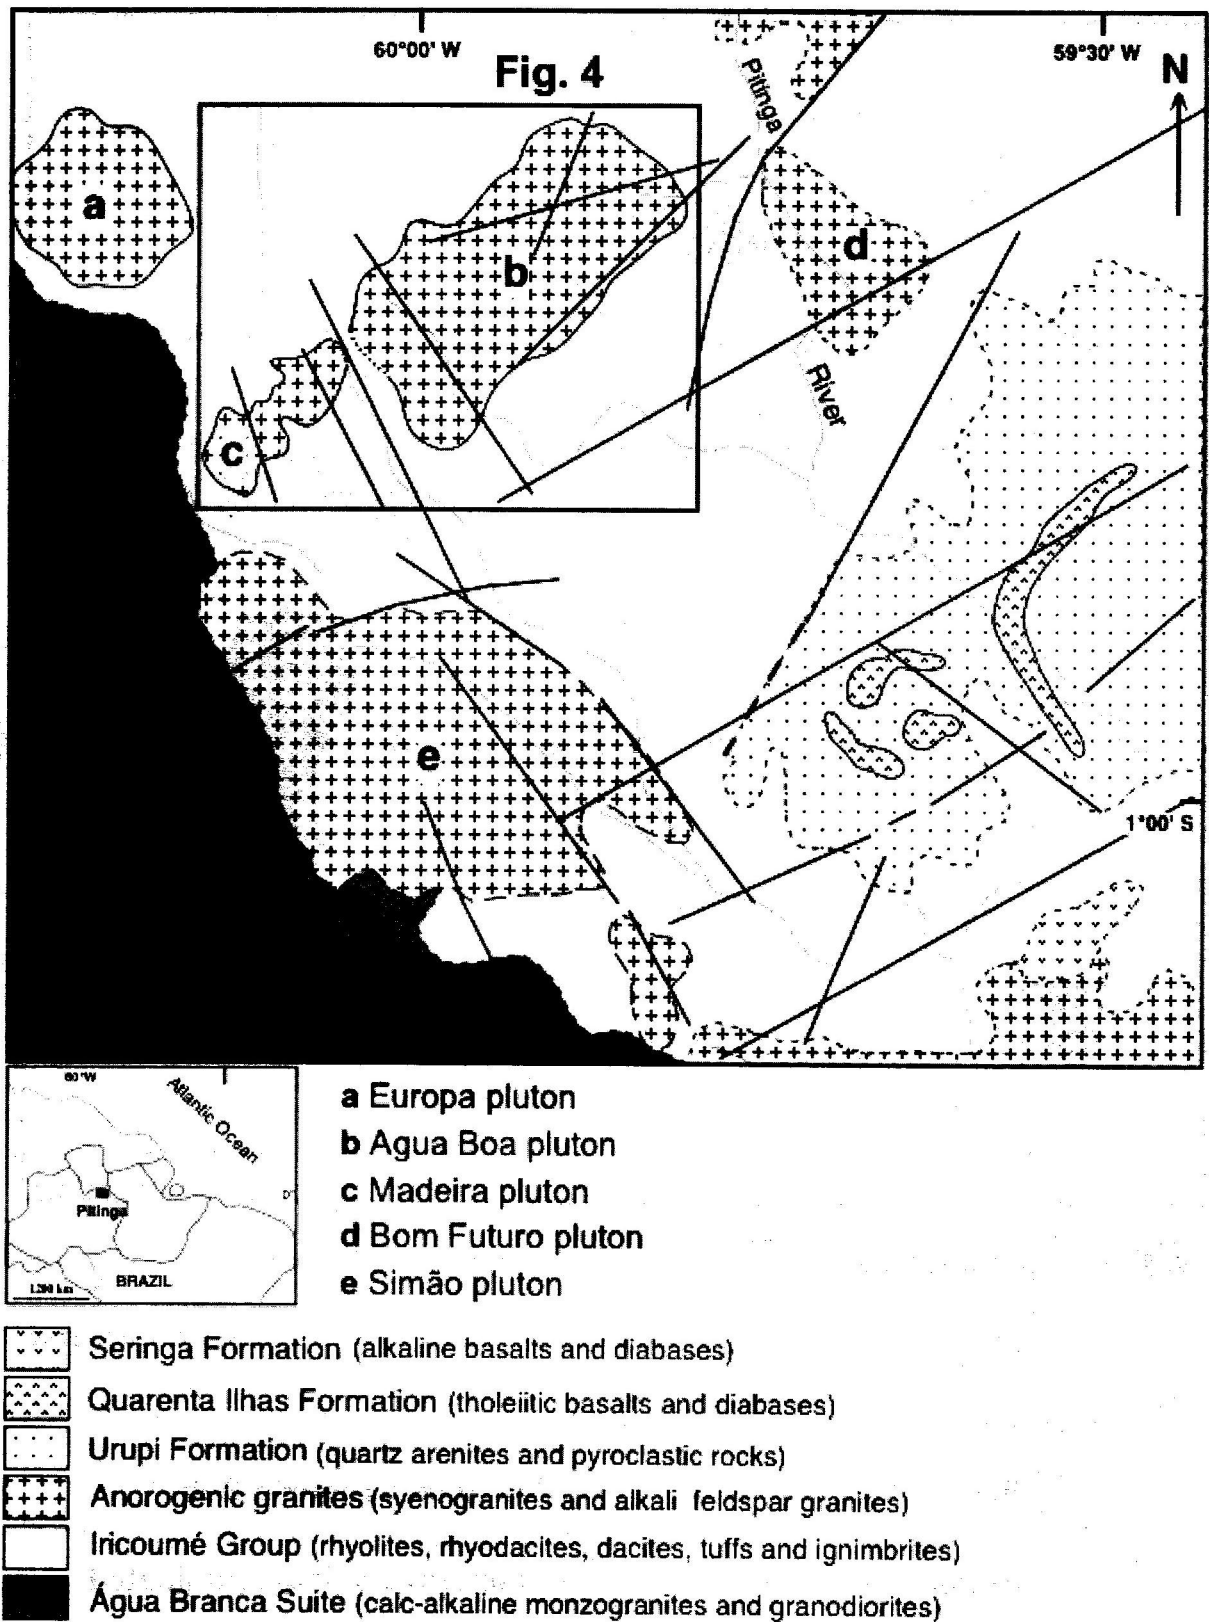 60°00' W
59°30' W
Fig. 4
N
Pitinga
a
b
d
River
c
e
1°00' S
60°W
Atlantic Ocean
Pitinga
BRAZIL
a Europa pluton
b Agua Boa pluton
c Madeira pluton
d Bom Futuro pluton
e Simão pluton
Seringa Formation (alkaline basalts and diabases)
Quarenta Ilhas Formation (tholeiitic basalts and diabases)
Urupi Formation (quartz arenites and pyroclastic rocks)
Anorogenic granites (syenogranites and alkali feldspar granites)
Iricoumé Group (rhyolites, rhyodacites, dacites, tuffs and ignimbrites)
Água Branca Suite (calc-alkaline monzogranites and granodiorites)